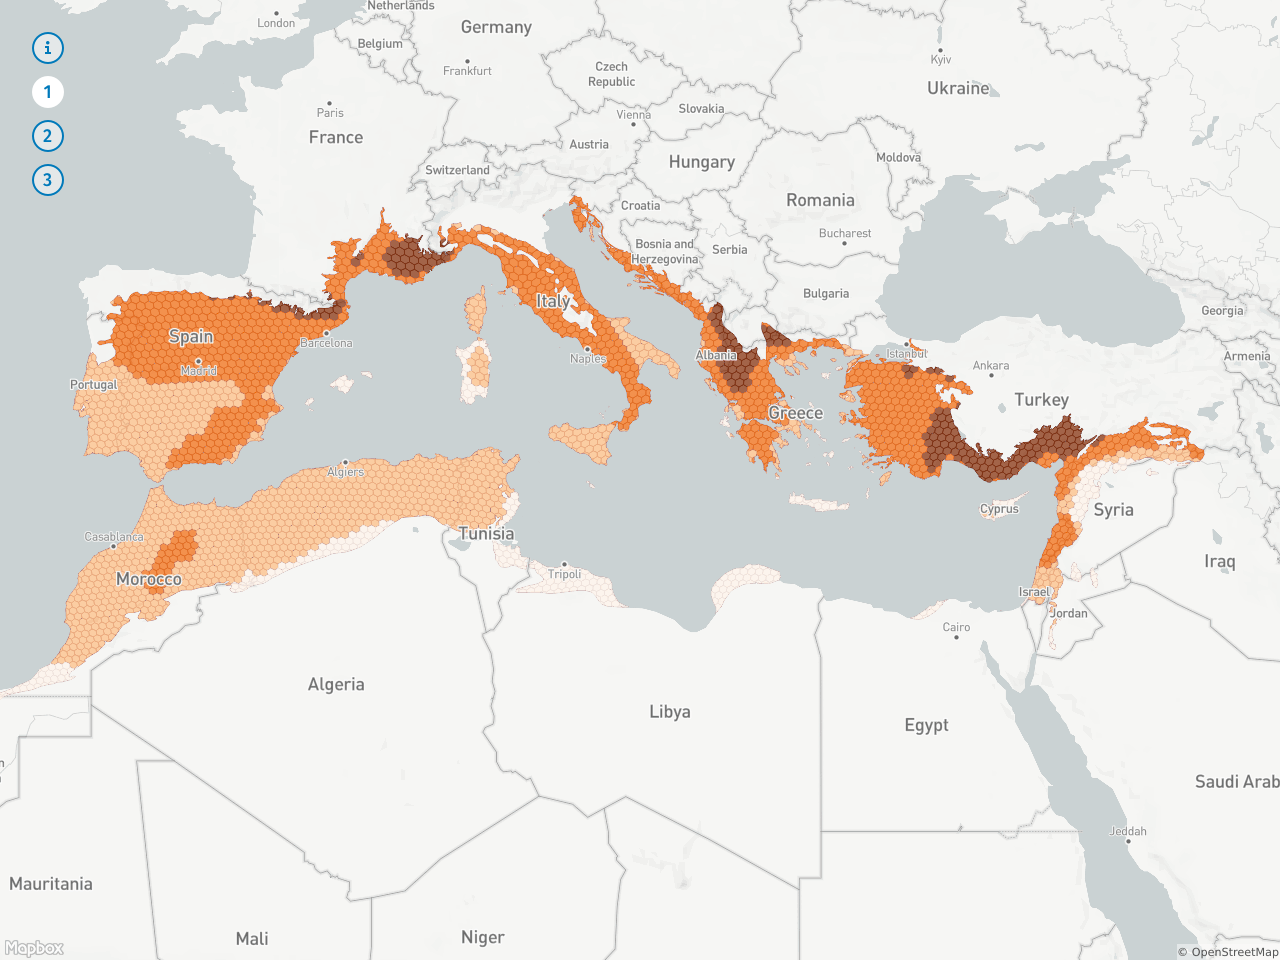 Netherlands
London
Germany
Belgium
i
Kyiv
Czech
Republic
Frankfurt
Ukraine
1
Paris
Slovakia
Vienna
2
France
Austria
Moldova
Hungary
Switzerland
3
Romania
Croatia
Bucharest
Bosnia and
Herzegovina
Serbia
Bulgaria
Italy
Georgia
Spain
Barcelona
Naples
Albania
Istanbul
Armenia
Madrid
Ankara
Portugal
Turkey
Greece
Algiers
Cyprus
Syria
Casablanca
Tunisia
Iraq
Morocco
Tripoli
Israel
Jordan
Cairo
Algeria
Libya
Egypt
Saudi Arab
Jeddah
Mauritania
Mali
Niger
Mapbox
© OpenStreetMap